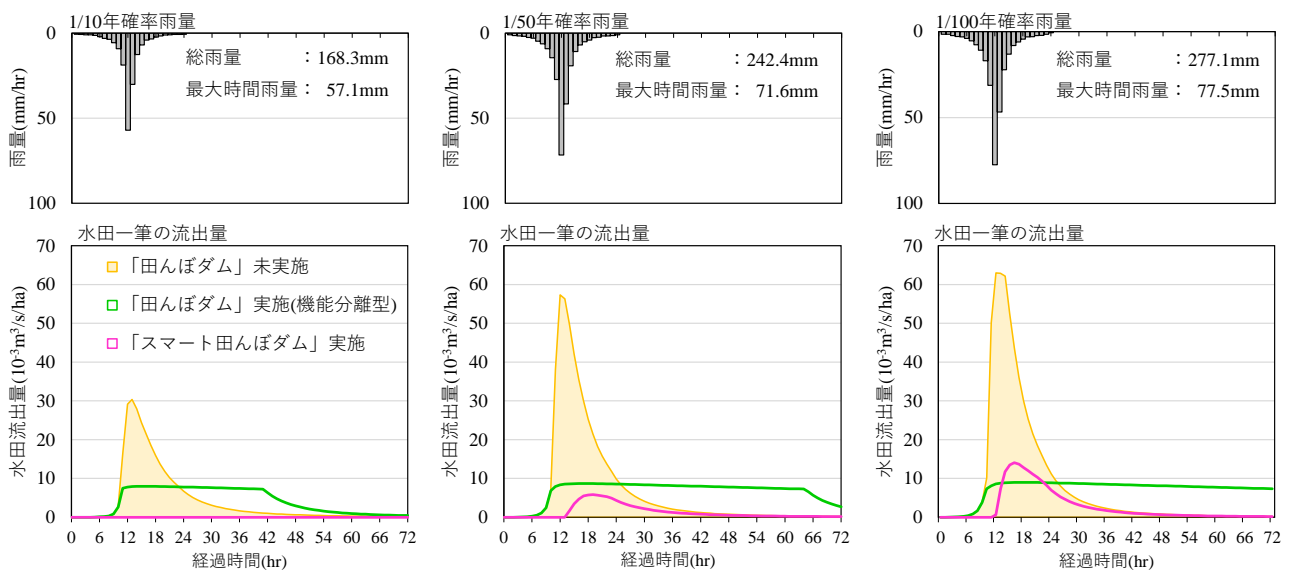 1/10年確率雨量
0
50
100
雨量(mm/hr)
総雨量 ：168.3mm
最大時間雨量： 57.1mm
1/50年確率雨量
0
50
100
雨量(mm/hr)
総雨量 ：242.4mm
最大時間雨量： 71.6mm
1/100年確率雨量
0
50
100
雨量(mm/hr)
総雨量 ：277.1mm
最大時間雨量： 77.5mm
水田一筆の流出量
70
60
50
40
30
20
10
0
水田流出量(10⁻³m³/s/ha)
「田んぼダム」未実施
「田んぼダム」実施(機能分離型)
「スマート田んぼダム」実施
0 6 12 18 24 30 36 42 48 54 60 66 72
経過時間(hr)
水田一筆の流出量
70
60
50
40
30
20
10
0
水田流出量(10⁻³m³/s/ha)
0 6 12 18 24 30 36 42 48 54 60 66 72
経過時間(hr)
水田一筆の流出量
70
60
50
40
30
20
10
0
水田流出量(10⁻³m³/s/ha)
0 6 12 18 24 30 36 42 48 54 60 66 72
経過時間(hr)